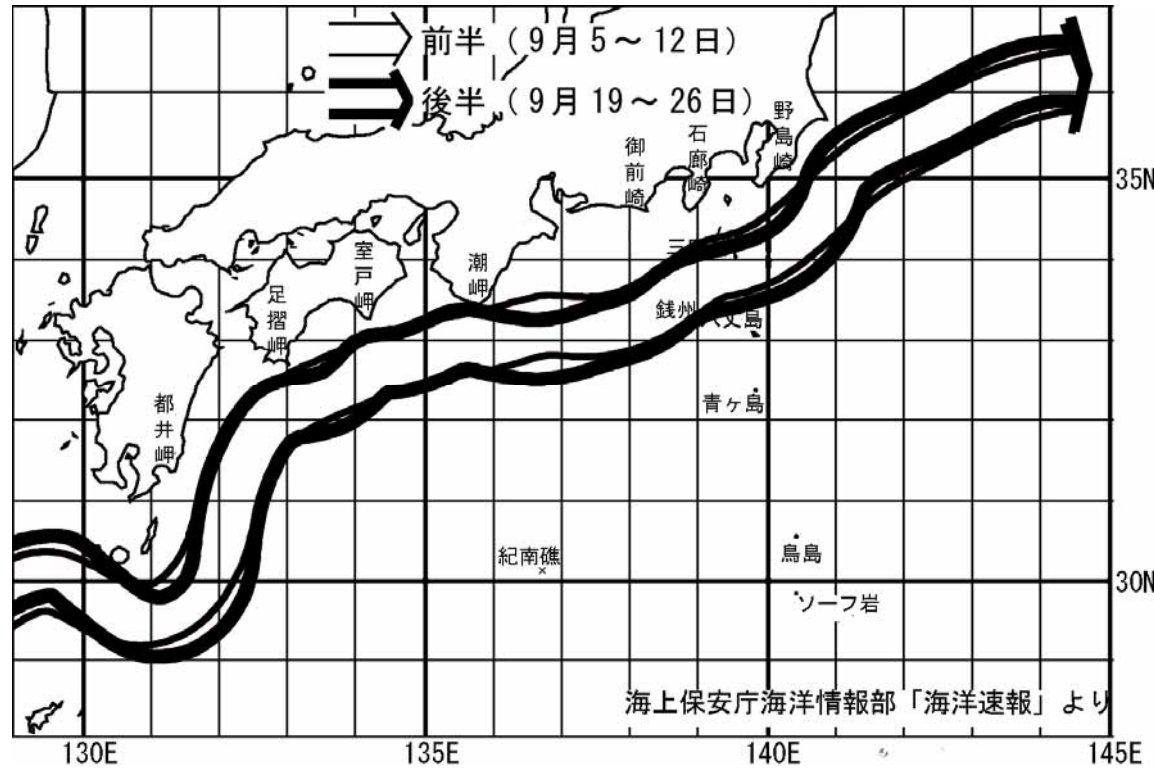 前半（9月5～12日）
後半（9月19～26日）
野島崎
石廊崎
御前崎
35N
室戸岬
潮岬
足摺岬
銭州
八丈島
青ヶ島
都井岬
紀南礁
鳥島
30N
ソーフ岩
海上保安庁海洋情報部「海洋速報」より
130E
135E
140E
145E